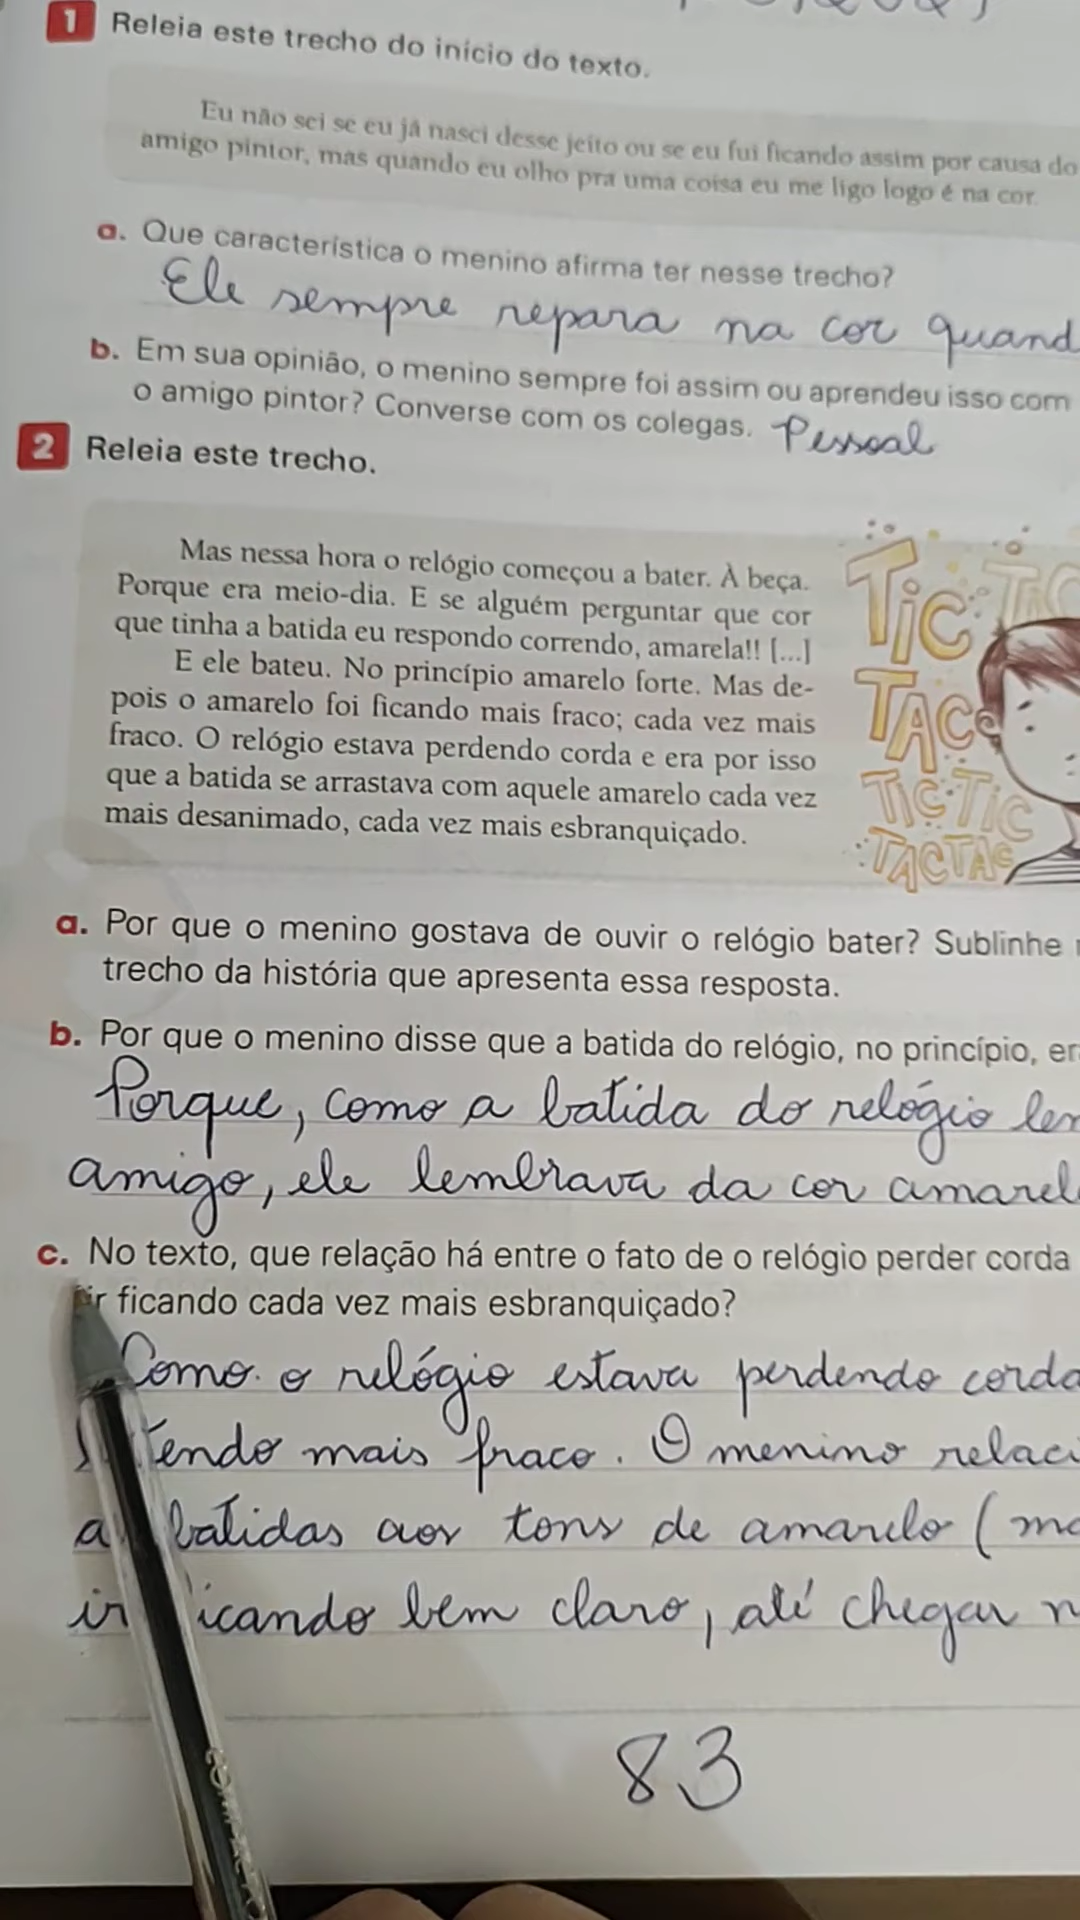 1 Releia este trecho do início do texto.
Eu não sei se eu já nasci desse jeito ou se eu fui ficando assim por causa do
amigo pintor, mas quando eu olho pra uma coisa eu me ligo logo é na cor.
a. Que característica o menino afirma ter nesse trecho?
Ele sempre repara na cor quand
b. Em sua opinião, o menino sempre foi assim ou aprendeu isso com
o amigo pintor? Converse com os colegas. Pessoal
2 Releia este trecho.
Mas nessa hora o relógio começou a bater. À beça.
Porque era meio-dia. E se alguém perguntar que cor
que tinha a batida eu respondo correndo, amarela!! [...]
E ele bateu. No princípio amarelo forte. Mas de-
pois o amarelo foi ficando mais fraco; cada vez mais
fraco. O relógio estava perdendo corda e era por isso
que a batida se arrastava com aquele amarelo cada vez
mais desanimado, cada vez mais esbranquiçado.
TIC TIC
TAC
TIC TIC
TAC TAC
a. Por que o menino gostava de ouvir o relógio bater? Sublinhe
trecho da história que apresenta essa resposta.
b. Por que o menino disse que a batida do relógio, no princípio, er
Porque, como a batida do relógio lem
amigo, ele lembrava da cor amarel
c. No texto, que relação há entre o fato de o relógio perder corda
ir ficando cada vez mais esbranquiçado?
Como o relógio estava perdendo corda
mais fraco. O menino relaci
batidas aos tons de amarelo (ma
bem claro, até chegar n
83